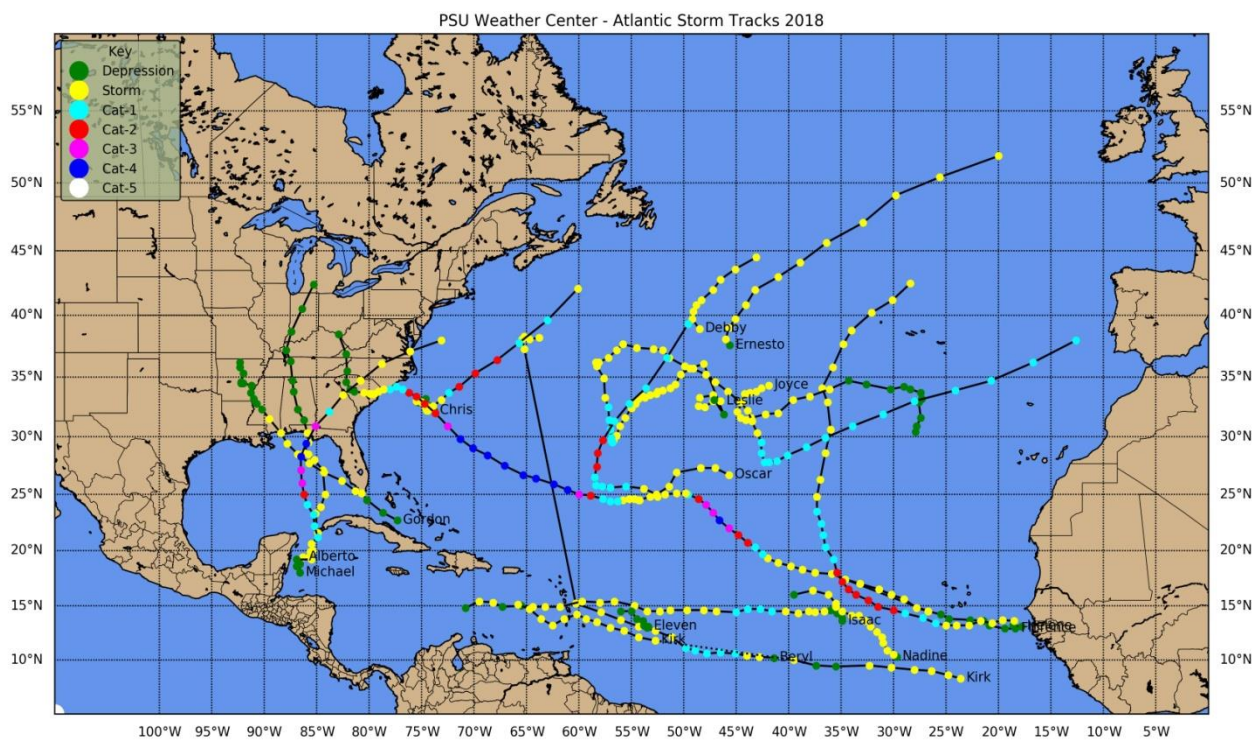 PSU Weather Center - Atlantic Storm Tracks 2018
Key
Depression
Storm
Cat-1
Cat-2
Cat-3
Cat-4
Cat-5
55°N
55°N
50°N
50°N
45°N
45°N
40°N
40°N
Debby
Ernesto
35°N
35°N
Joyce
Chris
Leslie
30°N
30°N
Oscar
25°N
25°N
Gordon
20°N
20°N
Alberto
Michael
15°N
15°N
Isaac
Eleven
Florence
Kirk
Beryl
Nadine
10°N
10°N
Kirk
100°W 95°W 90°W 85°W 80°W 75°W 70°W 65°W 60°W 55°W 50°W 45°W 40°W 35°W 30°W 25°W 20°W 15°W 10°W 5°W